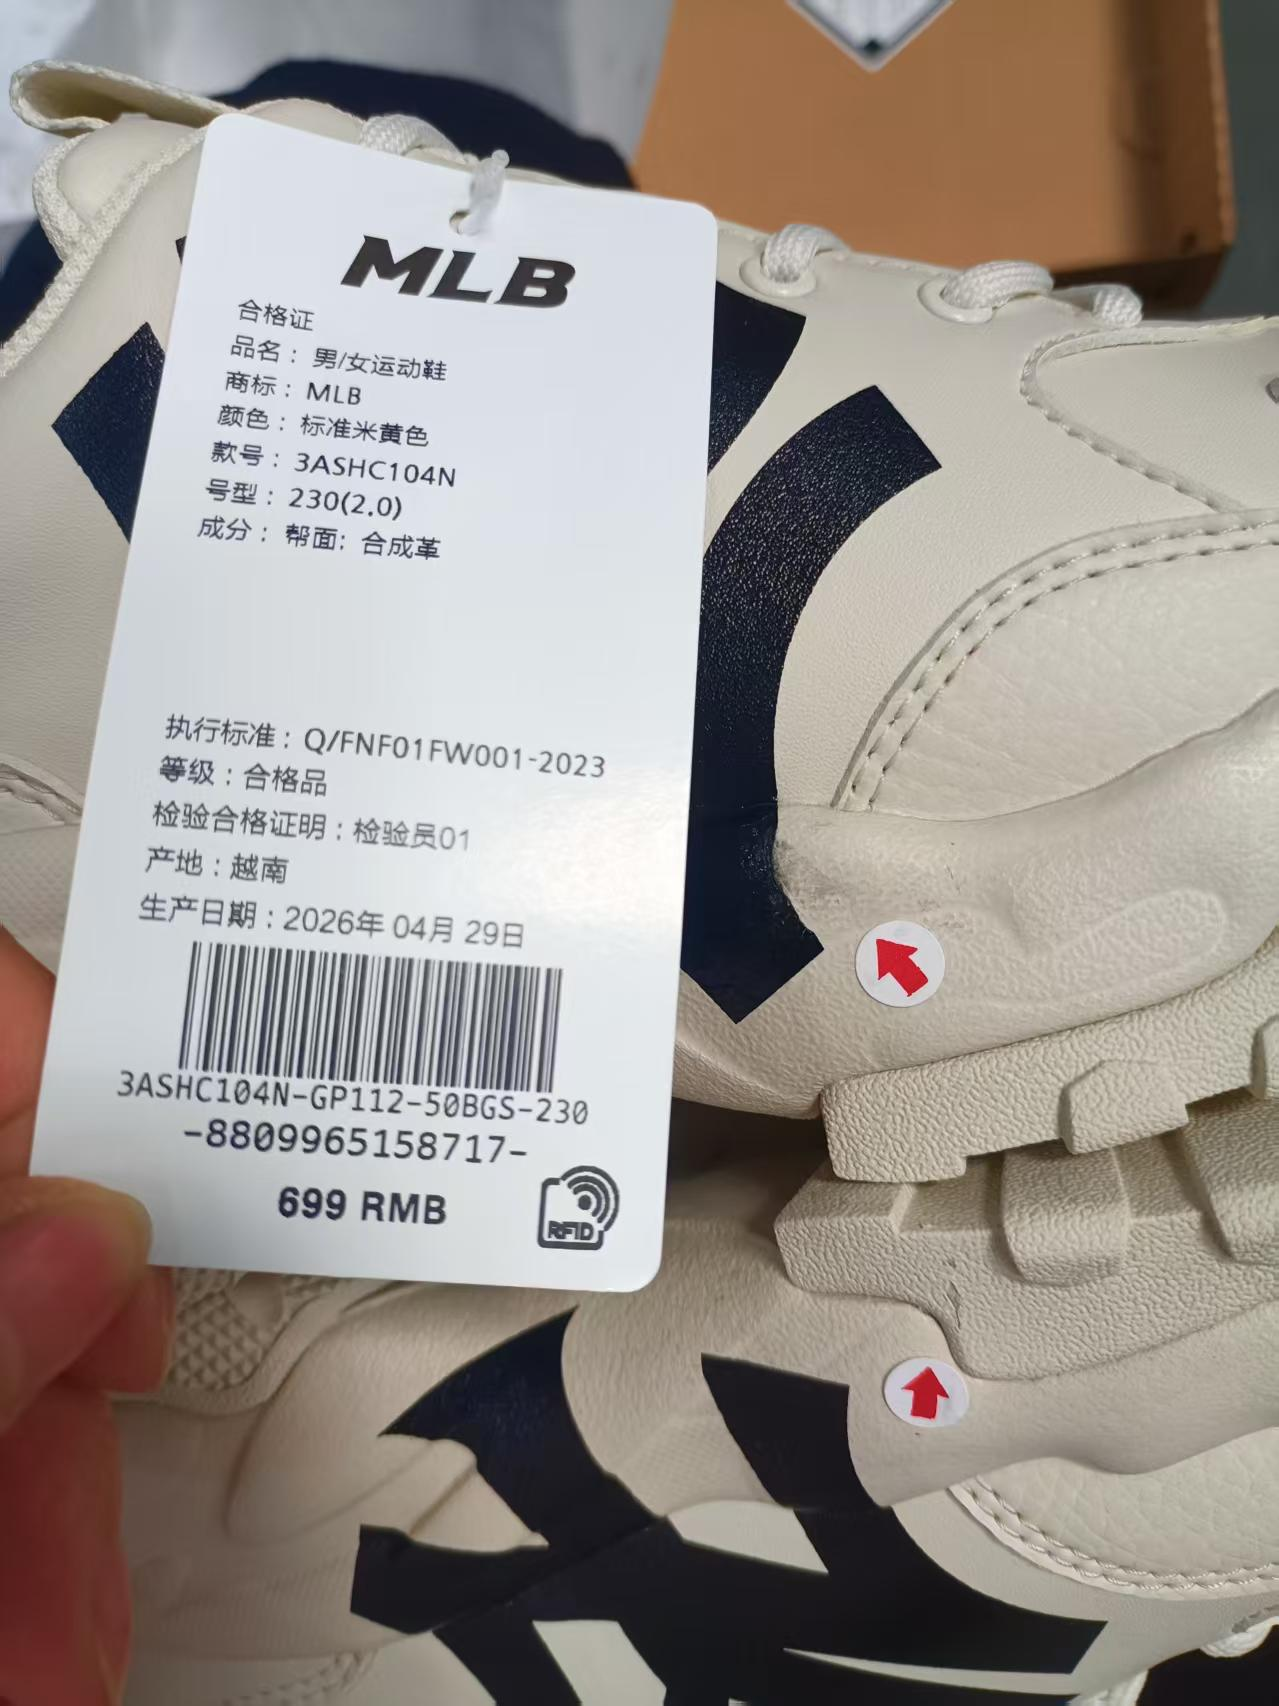 MLB
合格证
品名：男/女运动鞋
商标：MLB
颜色：标准米黄色
款号：3ASHC104N
号型：230(2.0)
成分：帮面：合成革
执行标准：Q/FNF01FW001-2023
等级：合格品
检验合格证明：检验员01
产地：越南
生产日期：2026年 04月 29日
3ASHC104N-GP112-50BGS-230
-8809965158717-
699 RMB
RFID